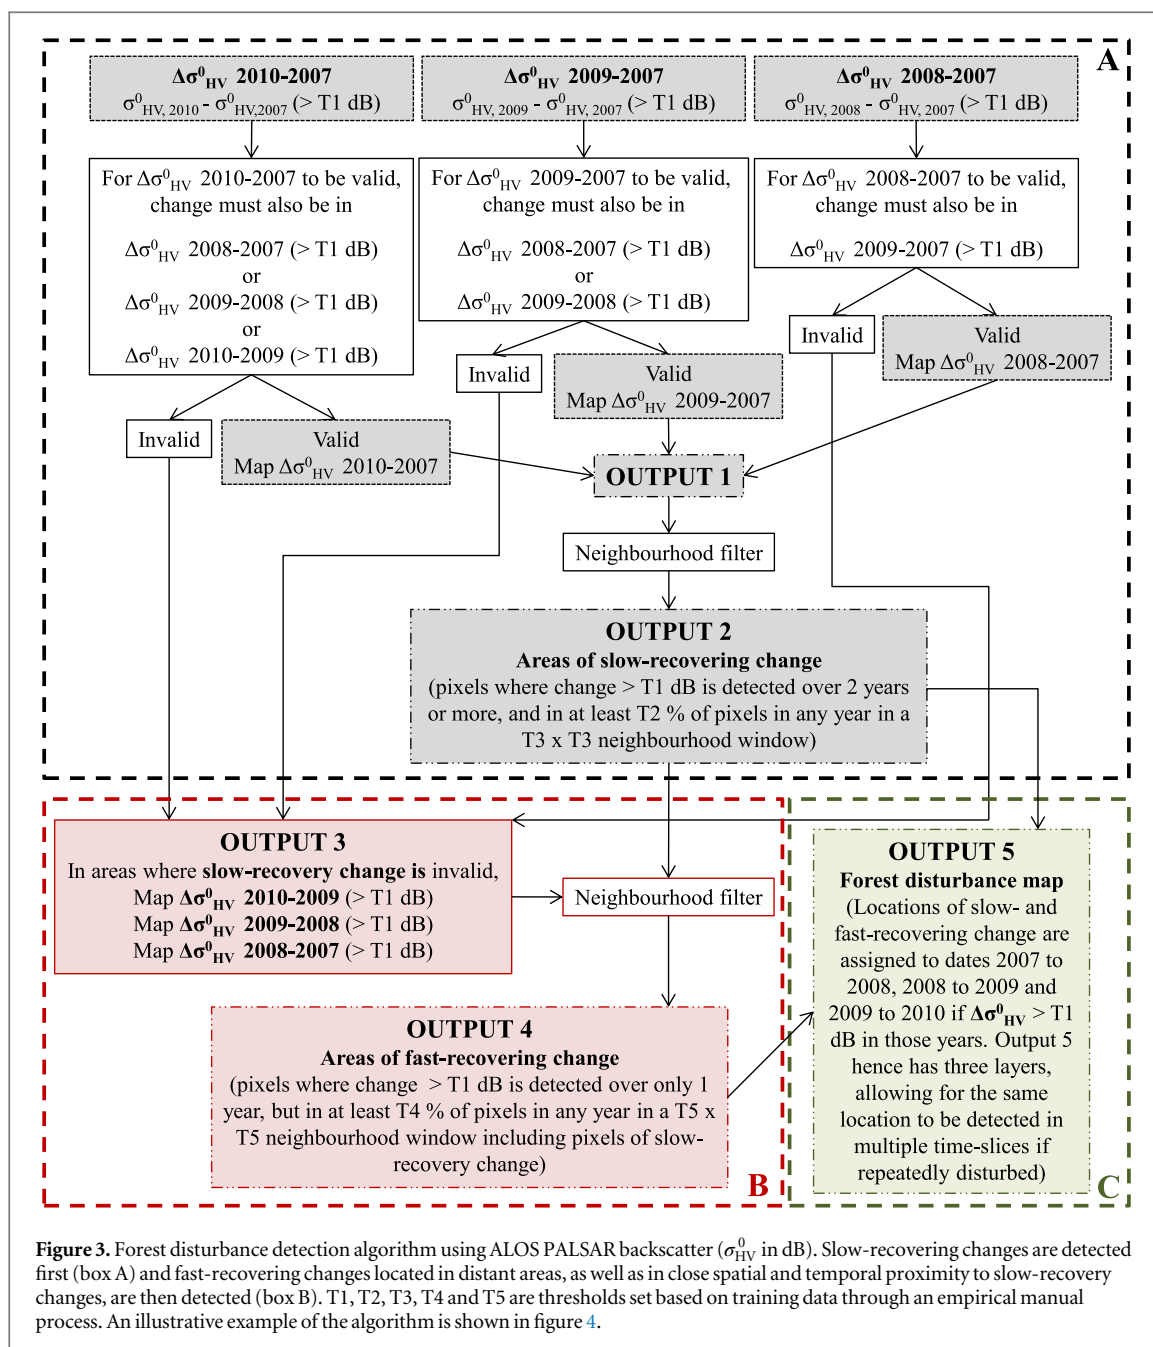 A
Δσ⁰HV 2010-2007
σ⁰HV, 2010 - σ⁰HV,2007 (> T1 dB)
Δσ⁰HV 2009-2007
σ⁰HV, 2009 - σ⁰HV, 2007 (> T1 dB)
Δσ⁰HV 2008-2007
σ⁰HV, 2008 - σ⁰HV, 2007 (> T1 dB)
For Δσ⁰HV 2010-2007 to be valid,
change must also be in
Δσ⁰HV 2008-2007 (> T1 dB)
or
Δσ⁰HV 2009-2008 (> T1 dB)
or
Δσ⁰HV 2010-2009 (> T1 dB)
For Δσ⁰HV 2009-2007 to be valid,
change must also be in
Δσ⁰HV 2008-2007 (> T1 dB)
or
Δσ⁰HV 2009-2008 (> T1 dB)
For Δσ⁰HV 2008-2007 to be valid,
change must also be in
Δσ⁰HV 2009-2007 (> T1 dB)
Invalid
Valid
Map Δσ⁰HV 2010-2007
Invalid
Valid
Map Δσ⁰HV 2009-2007
Invalid
Valid
Map Δσ⁰HV 2008-2007
OUTPUT 1
Neighbourhood filter
OUTPUT 2
Areas of slow-recovering change
(pixels where change > T1 dB is detected over 2 years
or more, and in at least T2 % of pixels in any year in a
T3 x T3 neighbourhood window)
OUTPUT 3
In areas where slow-recovery change is invalid,
Map Δσ⁰HV 2010-2009 (> T1 dB)
Map Δσ⁰HV 2009-2008 (> T1 dB)
Map Δσ⁰HV 2008-2007 (> T1 dB)
Neighbourhood filter
OUTPUT 4
Areas of fast-recovering change
(pixels where change > T1 dB is detected over only 1
year, but in at least T4 % of pixels in any year in a T5 x
T5 neighbourhood window including pixels of slow-
recovery change)
B
OUTPUT 5
Forest disturbance map
(Locations of slow- and
fast-recovering change are
assigned to dates 2007 to
2008, 2008 to 2009 and
2009 to 2010 if Δσ⁰HV > T1
dB in those years. Output 5
hence has three layers,
allowing for the same
location to be detected in
multiple time-slices if
repeatedly disturbed)
C
Figure 3. Forest disturbance detection algorithm using ALOS PALSAR backscatter (σ⁰HV in dB). Slow-recovering changes are detected
first (box A) and fast-recovering changes located in distant areas, as well as in close spatial and temporal proximity to slow-recovery
changes, are then detected (box B). T1, T2, T3, T4 and T5 are thresholds set based on training data through an empirical manual
process. An illustrative example of the algorithm is shown in figure 4.